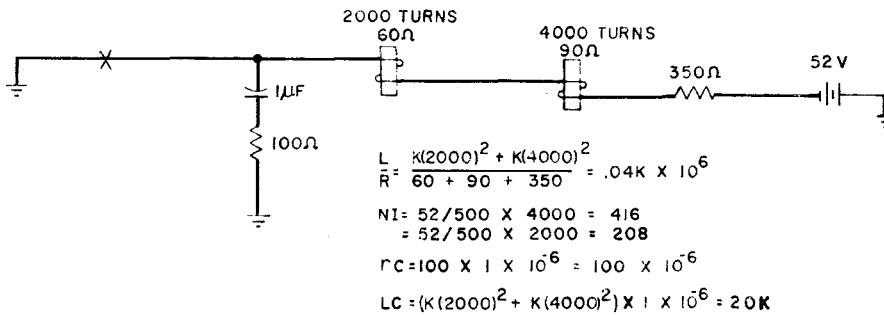 2000 TURNS
60Ω
4000 TURNS
90Ω
350Ω
52 V
1μF
100Ω
L/R = K(2000)² + K(4000)² / 60 + 90 + 350 = .04K X 10⁶
NI = 52/500 X 4000 = 416
= 52/500 X 2000 = 208
rC = 100 X 1 X 10⁻⁶ = 100 X 10⁻⁶
LC = (K(2000)² + K(4000)²) X 1 X 10⁻⁶ = 20K